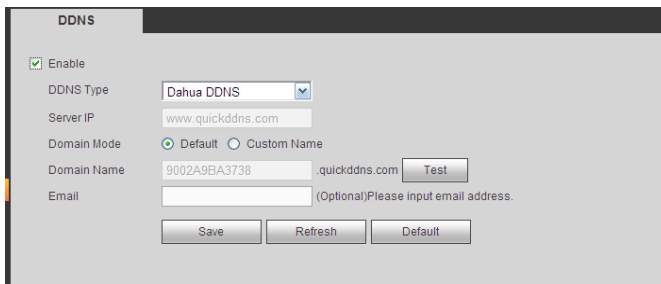 DDNS
Enable
DDNS Type Dahua DDNS
Server IP www.quickddns.com
Domain Mode Default Custom Name
Domain Name 9002A9BA3738 .quickddns.com Test
Email (Optional)Please input email address.
Save Refresh Default